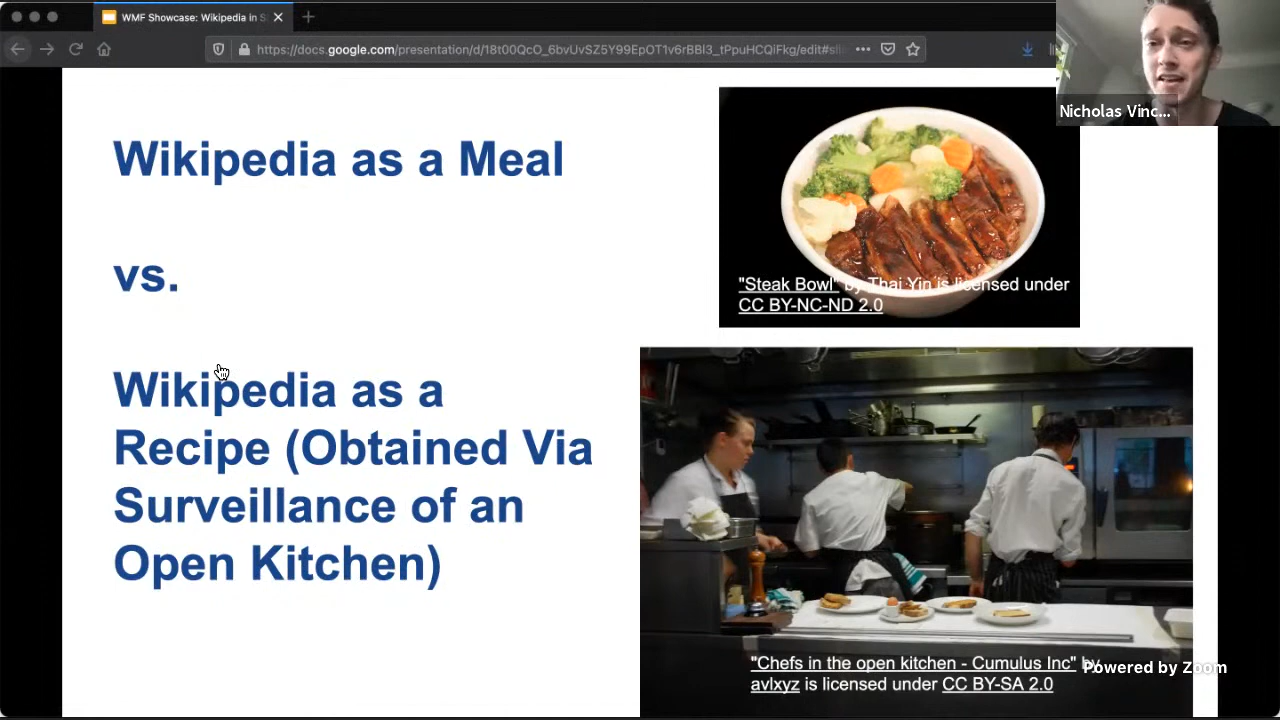 WMF Showcase: Wikipedia in S
https://docs.google.com/presentation/d/18t00QcO_6bvUvSZ5Y99EpOT1v6rBBI3_tPpuHCQiFkg/edit#sli
Nicholas Vinc...
Wikipedia as a Meal
vs.
Wikipedia as a
Recipe (Obtained Via
Surveillance of an
Open Kitchen)
"Steak Bowl" by Thai Yin is licensed under
CC BY-NC-ND 2.0
"Chefs in the open kitchen - Cumulus Inc" by
avlxyz is licensed under CC BY-SA 2.0
Powered by Zoom